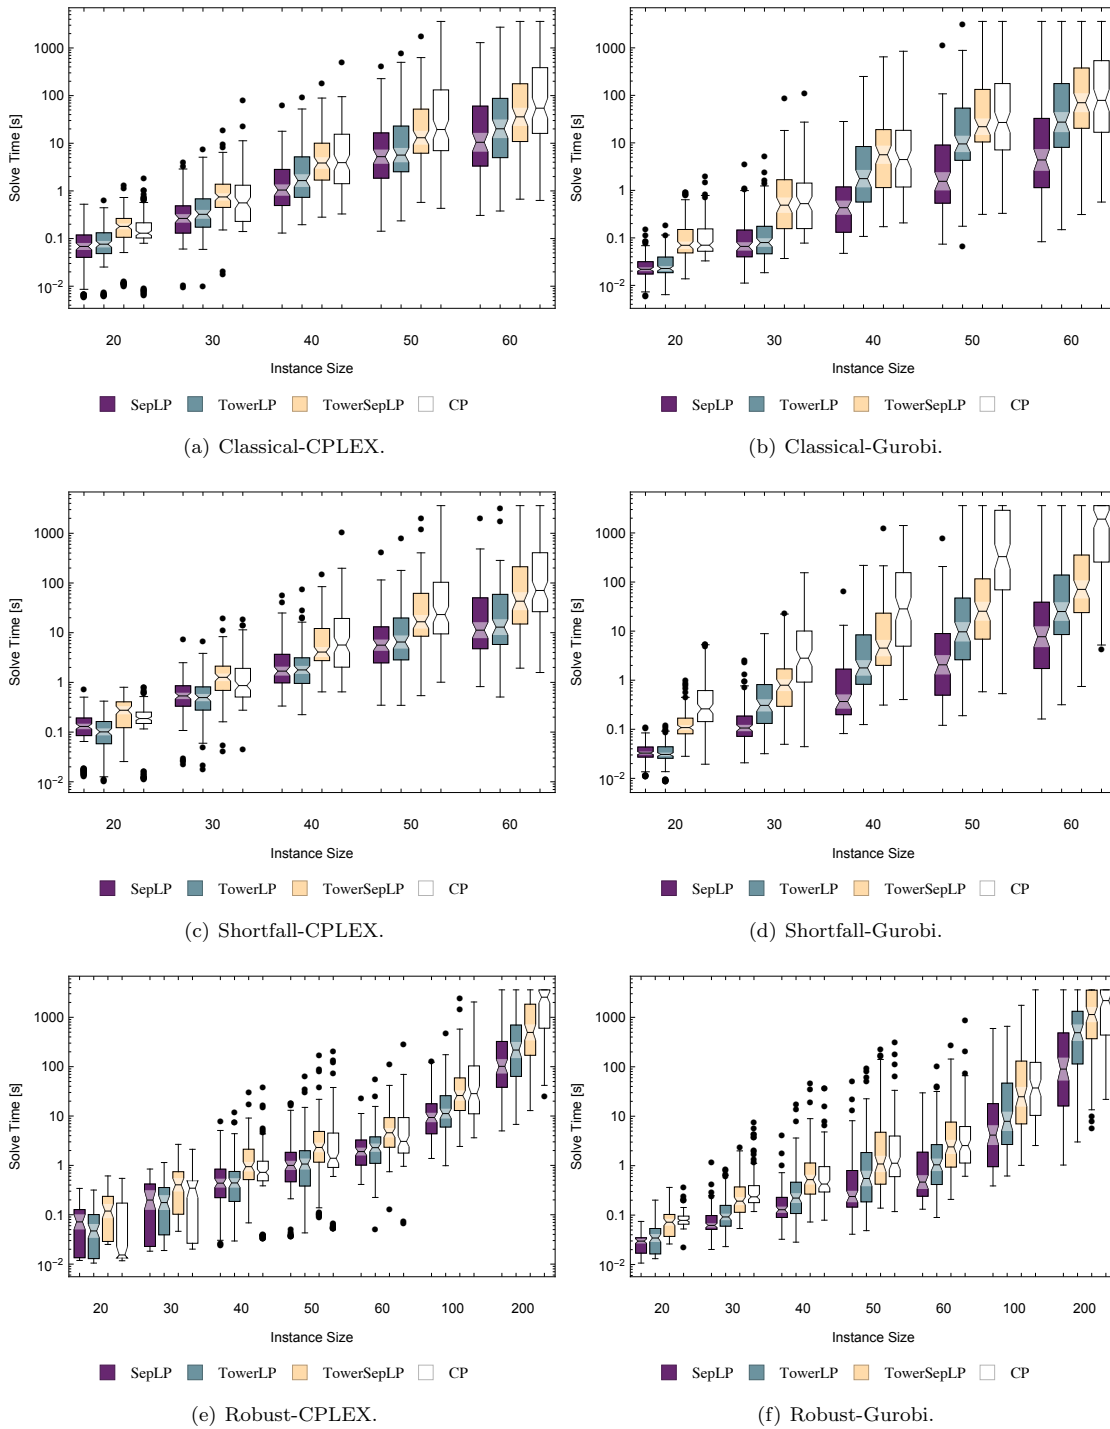 Solve Time [s]
1000
100
10
1
0.1
10⁻²
20 30 40 50 60
Instance Size
SepLP TowerLP TowerSepLP CP
(a) Classical-CPLEX.
Solve Time [s]
1000
100
10
1
0.1
10⁻²
20 30 40 50 60
Instance Size
SepLP TowerLP TowerSepLP CP
(b) Classical-Gurobi.
Solve Time [s]
1000
100
10
1
0.1
10⁻²
20 30 40 50 60
Instance Size
SepLP TowerLP TowerSepLP CP
(c) Shortfall-CPLEX.
Solve Time [s]
1000
100
10
1
0.1
10⁻²
20 30 40 50 60
Instance Size
SepLP TowerLP TowerSepLP CP
(d) Shortfall-Gurobi.
Solve Time [s]
1000
100
10
1
0.1
10⁻²
20 30 40 50 60 100 200
Instance Size
SepLP TowerLP TowerSepLP CP
(e) Robust-CPLEX.
Solve Time [s]
1000
100
10
1
0.1
10⁻²
20 30 40 50 60 100 200
Instance Size
SepLP TowerLP TowerSepLP CP
(f) Robust-Gurobi.